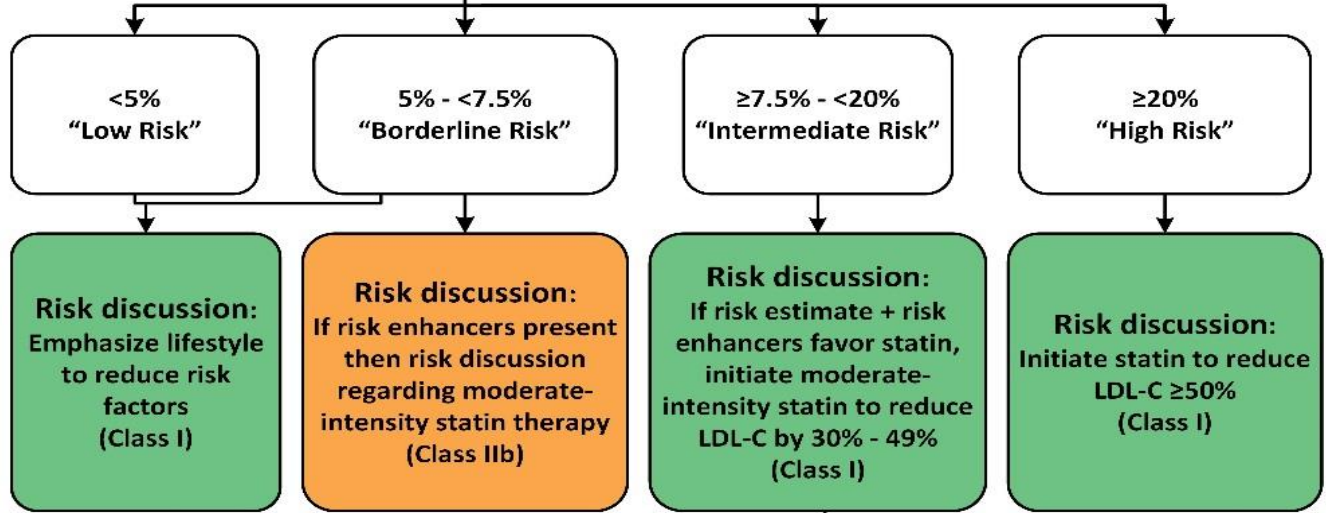 <5%
“Low Risk”
5% - <7.5%
“Borderline Risk”
≥7.5% - <20%
“Intermediate Risk”
≥20%
“High Risk”
Risk discussion:
Emphasize lifestyle
to reduce risk
factors
(Class I)
Risk discussion:
If risk enhancers present
then risk discussion
regarding moderate-
intensity statin therapy
(Class IIb)
Risk discussion:
If risk estimate + risk
enhancers favor statin,
initiate moderate-
intensity statin to reduce
LDL-C by 30% - 49%
(Class I)
Risk discussion:
Initiate statin to reduce
LDL-C ≥50%
(Class I)